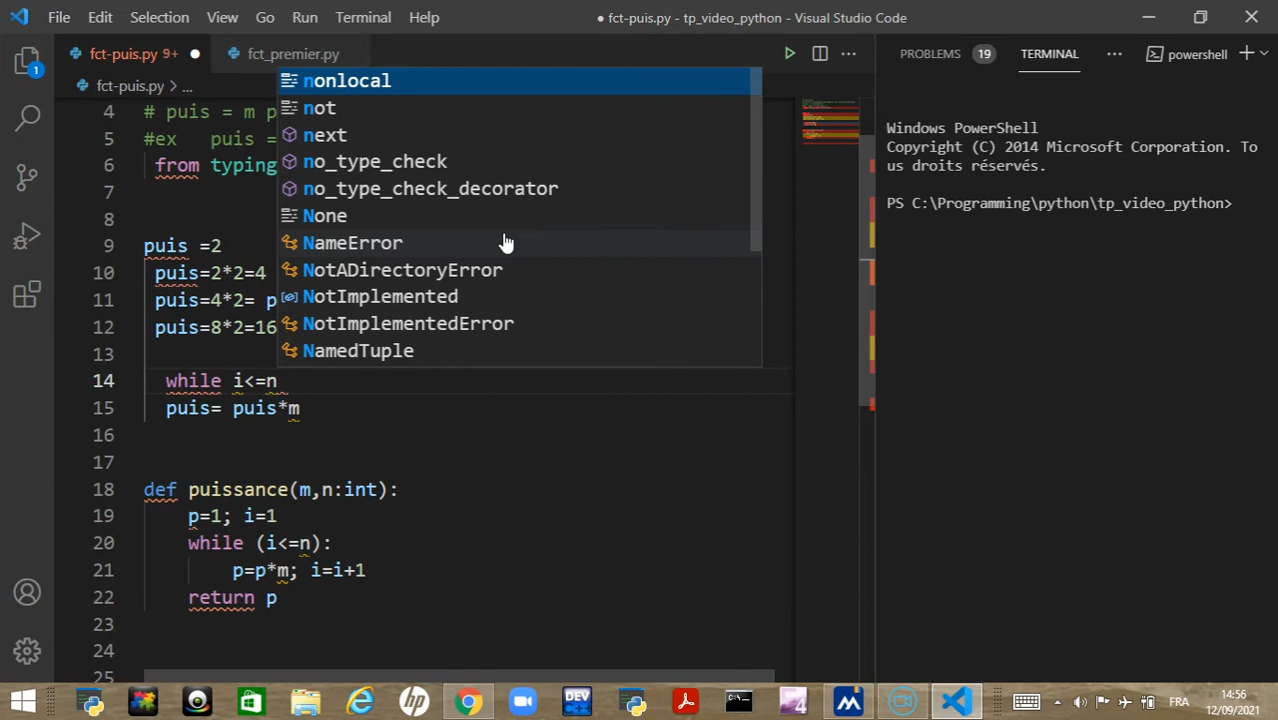 File Edit Selection View Go Run Terminal Help
● fct-puis.py - tp_video_python - Visual Studio Code
fct-puis.py 9+ ●
fct_premier.py
fct-puis.py > ...
4 # puis = m p
5 #ex puis =
6 from typing
7
8
9 puis =2
10 puis=2*2=4
11 puis=4*2= p
12 puis=8*2=16
13
14 while i<=n
15 puis= puis*m
16
17
18 def puissance(m,n:int):
19 p=1; i=1
20 while (i<=n):
21 p=p*m; i=i+1
22 return p
23
24
25
nonlocal
not
next
no_type_check
no_type_check_decorator
None
NameError
NotADirectoryError
NotImplemented
NotImplementedError
NamedTuple
PROBLEMS 19 TERMINAL ... powershell
Windows PowerShell
Copyright (C) 2014 Microsoft Corporation. To
us droits réservés.
PS C:\Programming\python\tp_video_python>
1
hp
DEV
4
FRA
14:56
12/09/2021